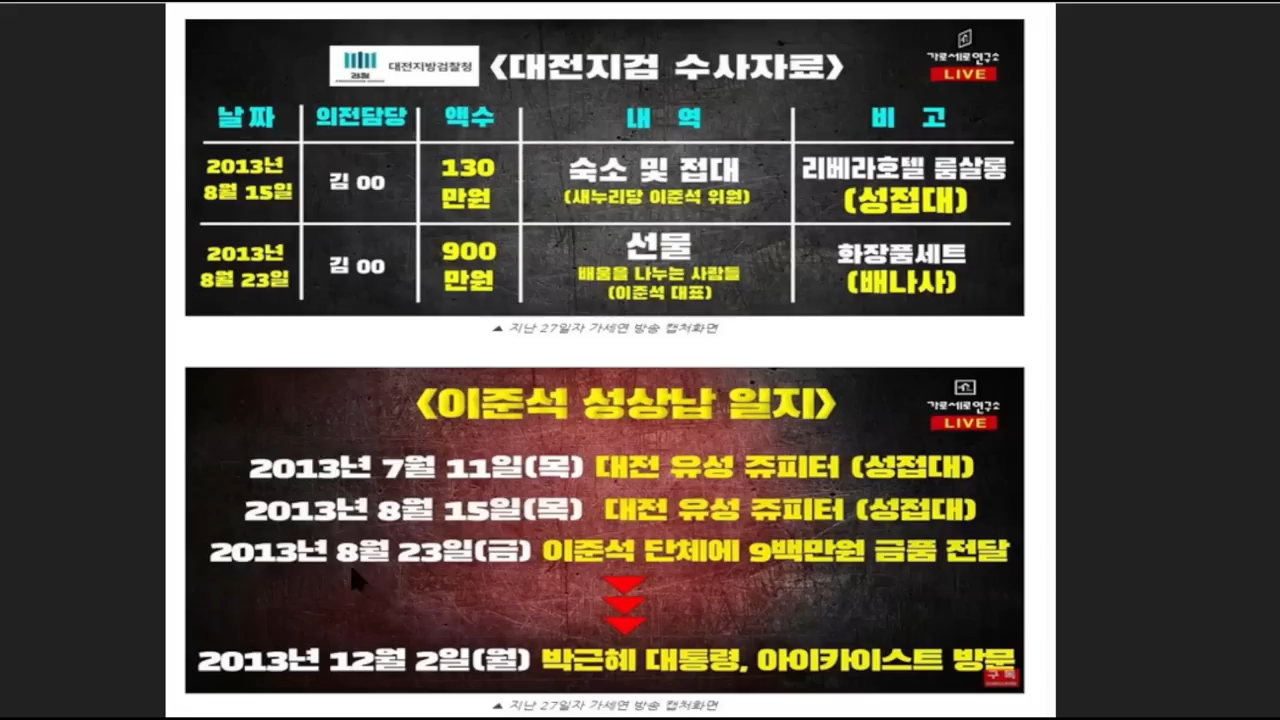 검찰
대전지방검찰청
<대전지검 수사자료>
가로세로연구소
LIVE
날짜 의전담당 액수 내 역 비 고
2013년
8월 15일
김 00
130
만원
숙소 및 접대
(새누리당 이준석 위원)
리베라호텔 룸살롱
(성접대)
2013년
8월 23일
김 00
900
만원
선물
배움을 나누는 사람들
(이준석 대표)
화장품세트
(배나사)
▲ 지난 27일자 가세연 방송 캡처화면
<이준석 성상납 일지>
가로세로연구소
LIVE
2013년 7월 11일(목) 대전 유성 쥬피터 (성접대)
2013년 8월 15일(목) 대전 유성 쥬피터 (성접대)
2013년 8월 23일(금) 이준석 단체에 9백만원 금품 전달
2013년 12월 2일(월) 박근혜 대통령, 아이카이스트 방문
구독
▲ 지난 27일자 가세연 방송 캡처화면